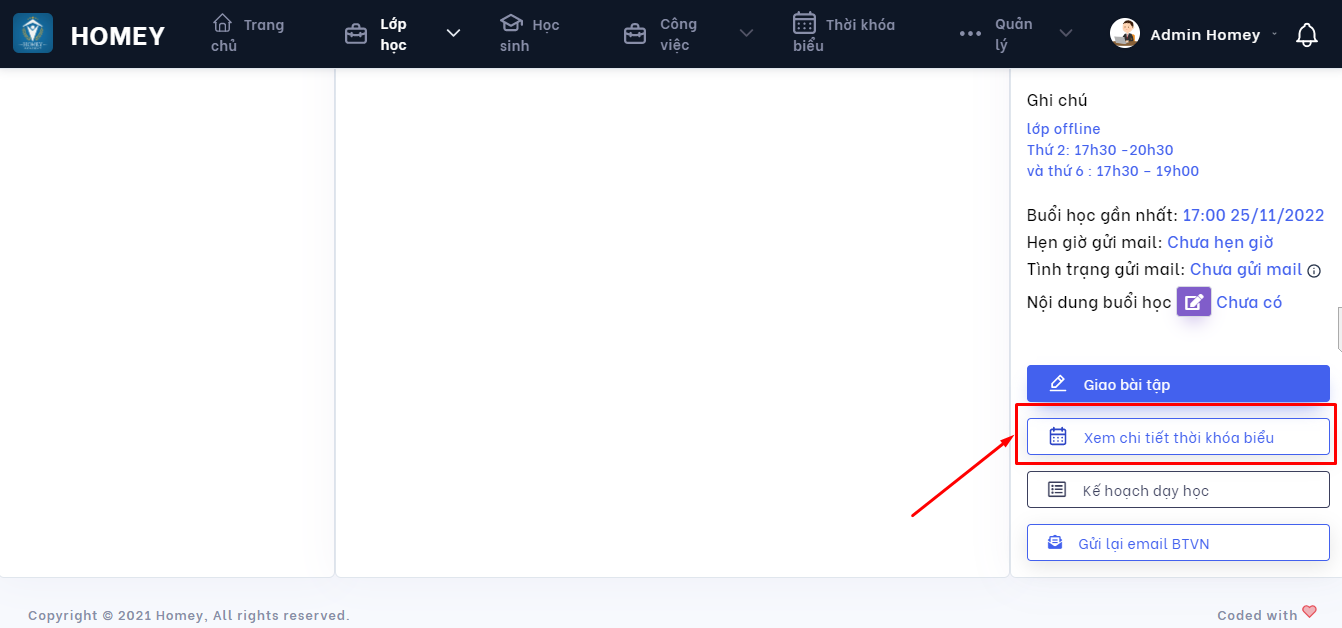 HOMEY
Trang
chủ
Lớp
học
Học
sinh
Công
việc
Thời khóa
biểu
Quản
lý
Admin Homey
Ghi chú
lớp offline
Thứ 2: 17h30 -20h30
và thứ 6 : 17h30 - 19h00
Buổi học gần nhất: 17:00 25/11/2022
Hẹn giờ gửi mail: Chưa hẹn giờ
Tình trạng gửi mail: Chưa gửi mail
Nội dung buổi học Chưa có
Giao bài tập
Xem chi tiết thời khóa biểu
Kế hoạch dạy học
Gửi lại email BTVN
Copyright © 2021 Homey, All rights reserved.
Coded with